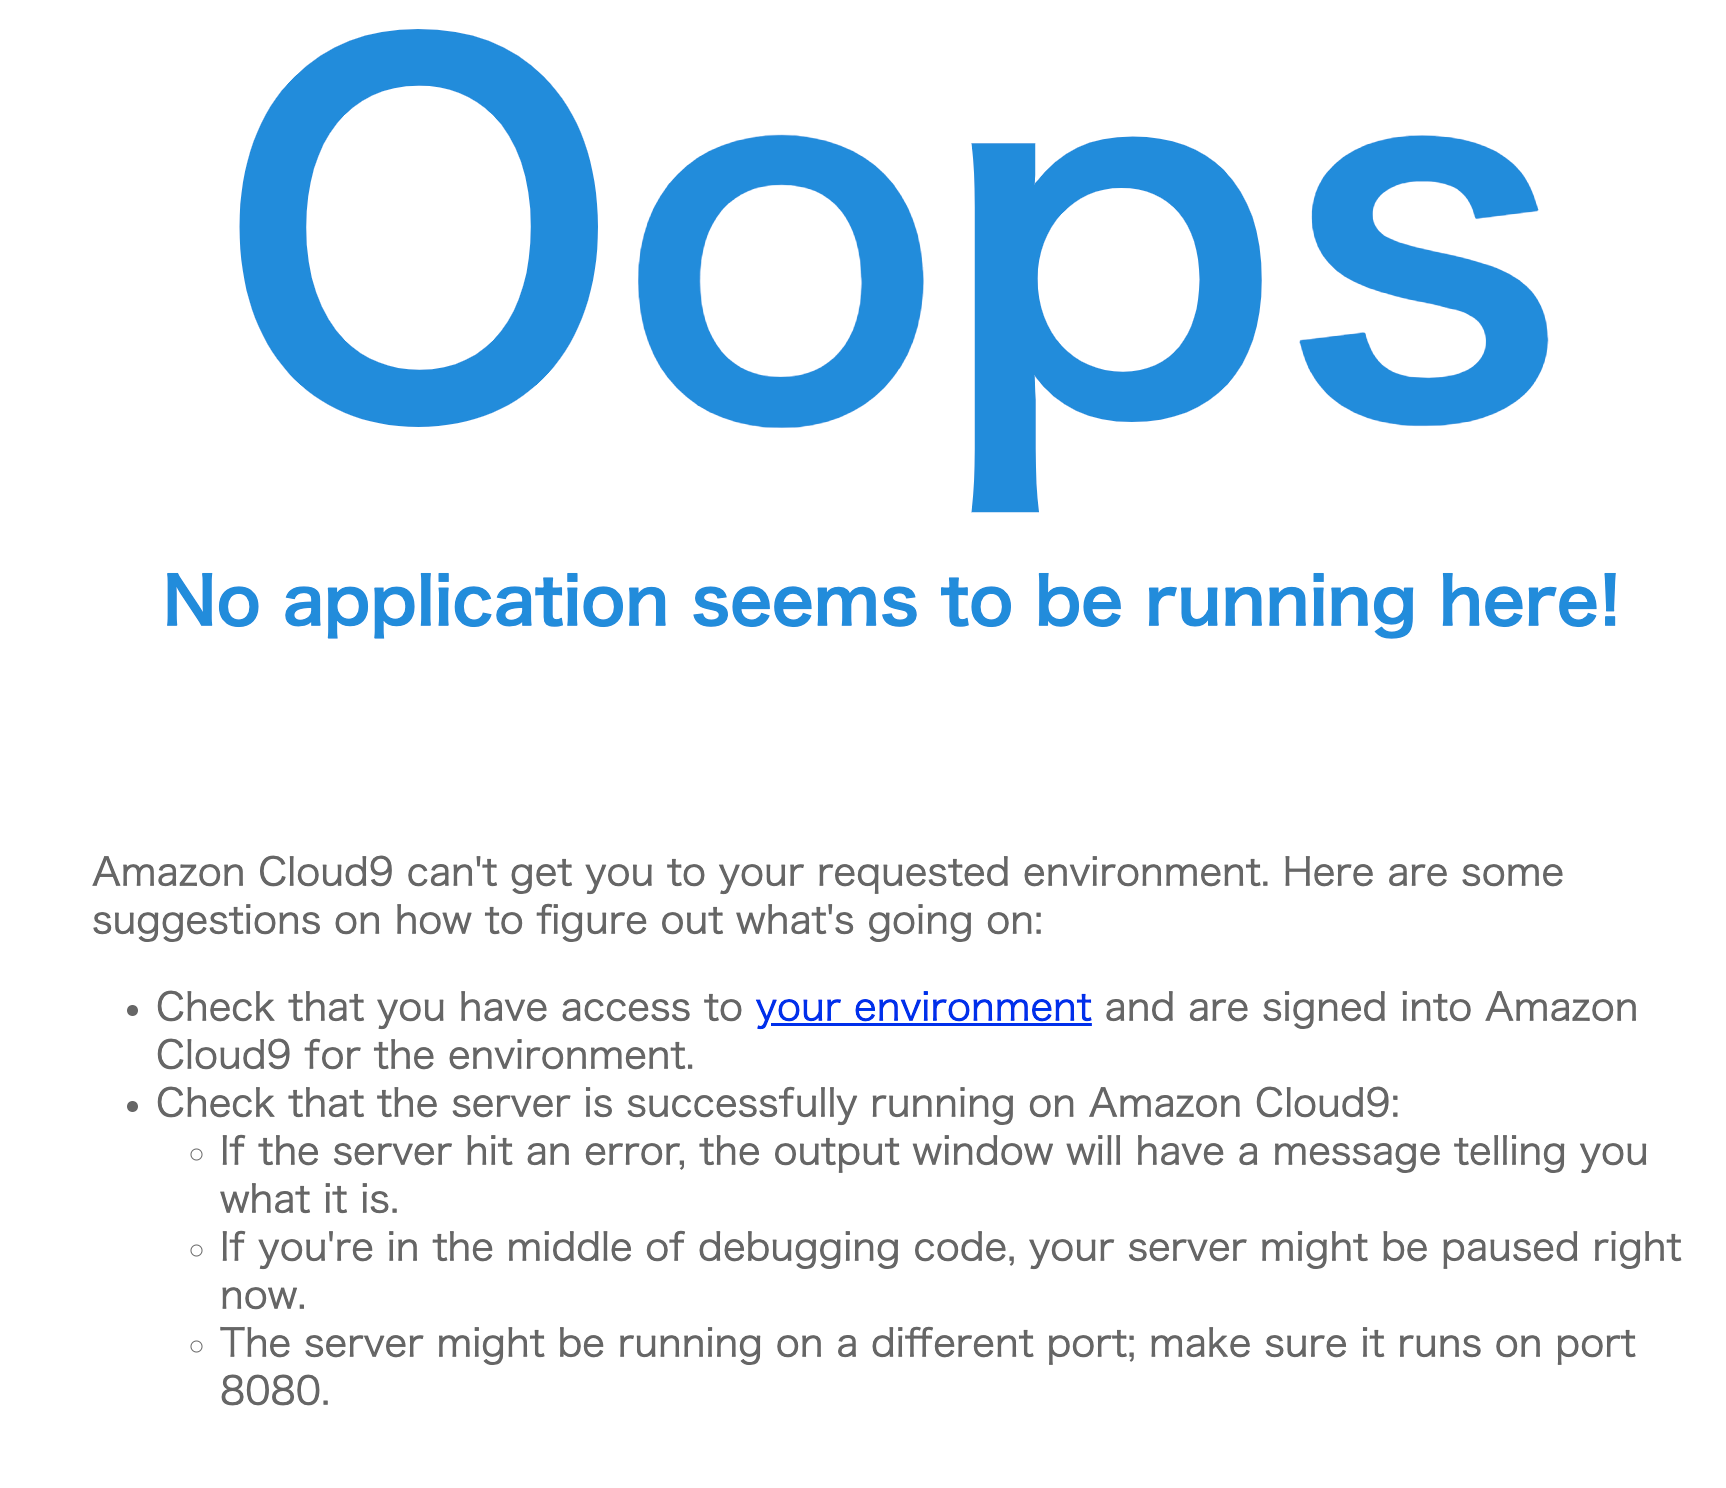 Oops
No application seems to be running here!
Amazon Cloud9 can't get you to your requested environment. Here are some
suggestions on how to figure out what's going on:
• Check that you have access to your environment and are signed into Amazon
Cloud9 for the environment.
• Check that the server is successfully running on Amazon Cloud9:
◦ If the server hit an error, the output window will have a message telling you
what it is.
◦ If you're in the middle of debugging code, your server might be paused right
now.
◦ The server might be running on a different port; make sure it runs on port
8080.